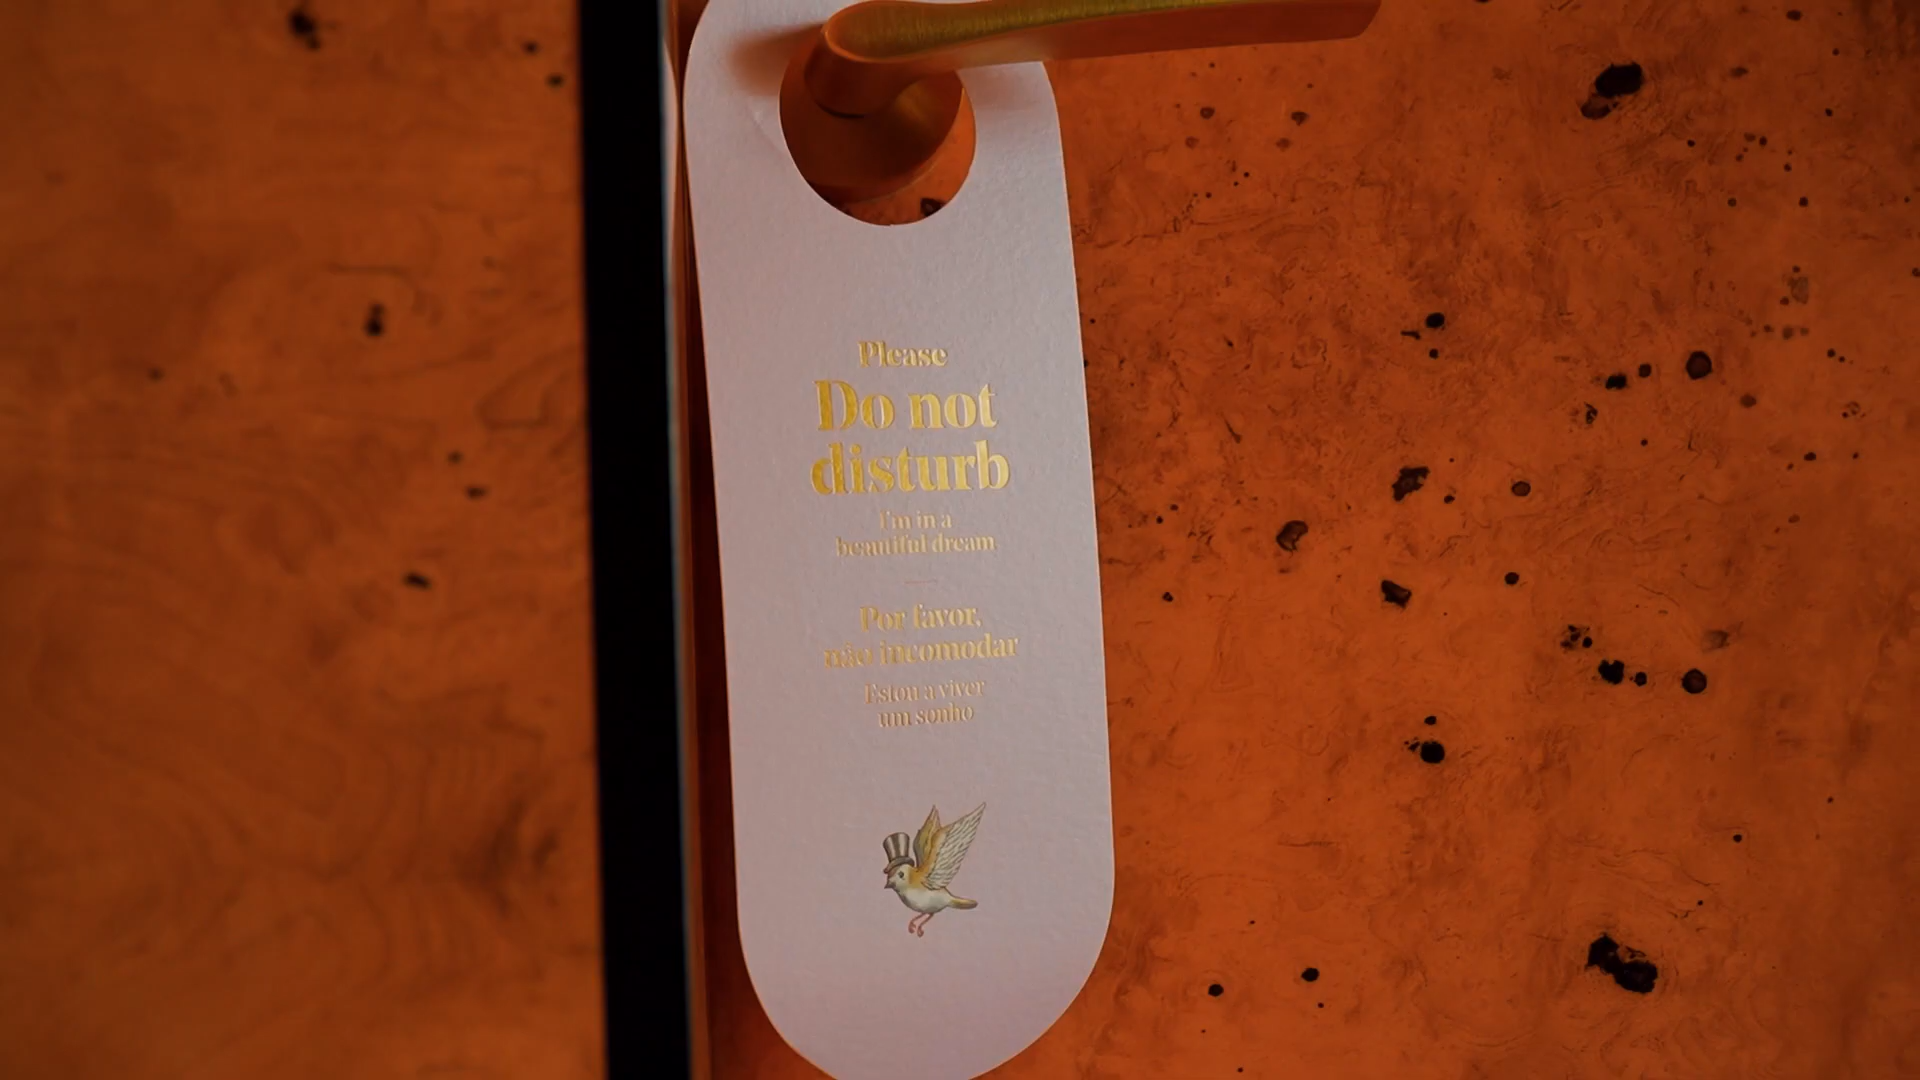 Please
Do not
disturb
I'm in a
beautiful dream
Por favor,
não incomodar
Estou a viver
um sonho